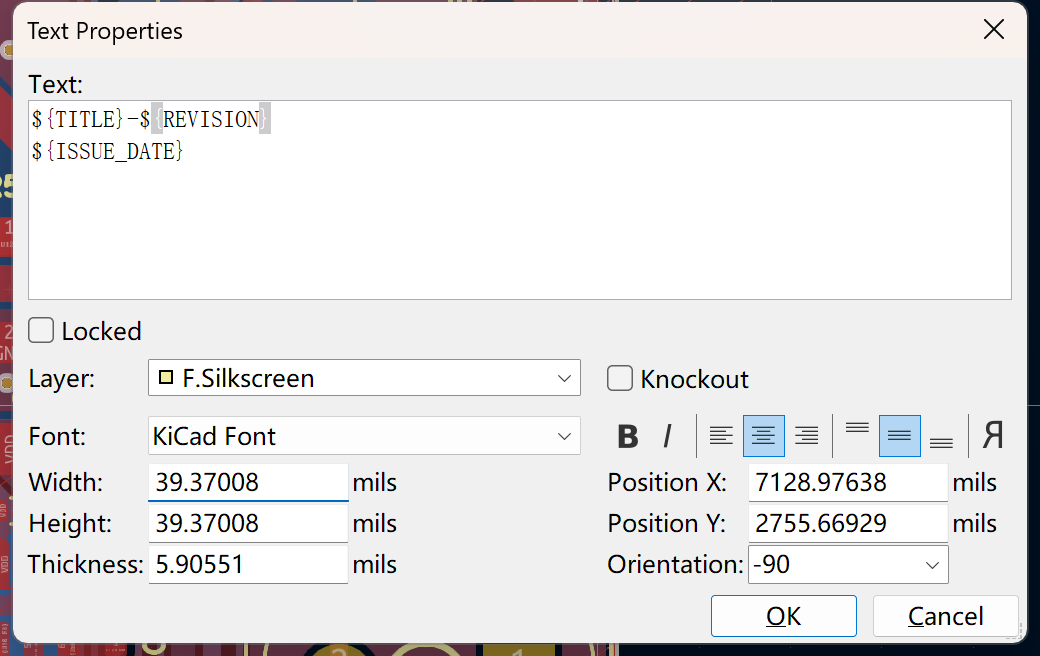 Text Properties
Text:
${TITLE}-${REVISION}
${ISSUE_DATE}
Locked
Layer: F.Silkscreen Knockout
Font: KiCad Font B I Я
Width: 39.37008 mils Position X: 7128.97638 mils
Height: 39.37008 mils Position Y: 2755.66929 mils
Thickness: 5.90551 mils Orientation: -90
OK Cancel